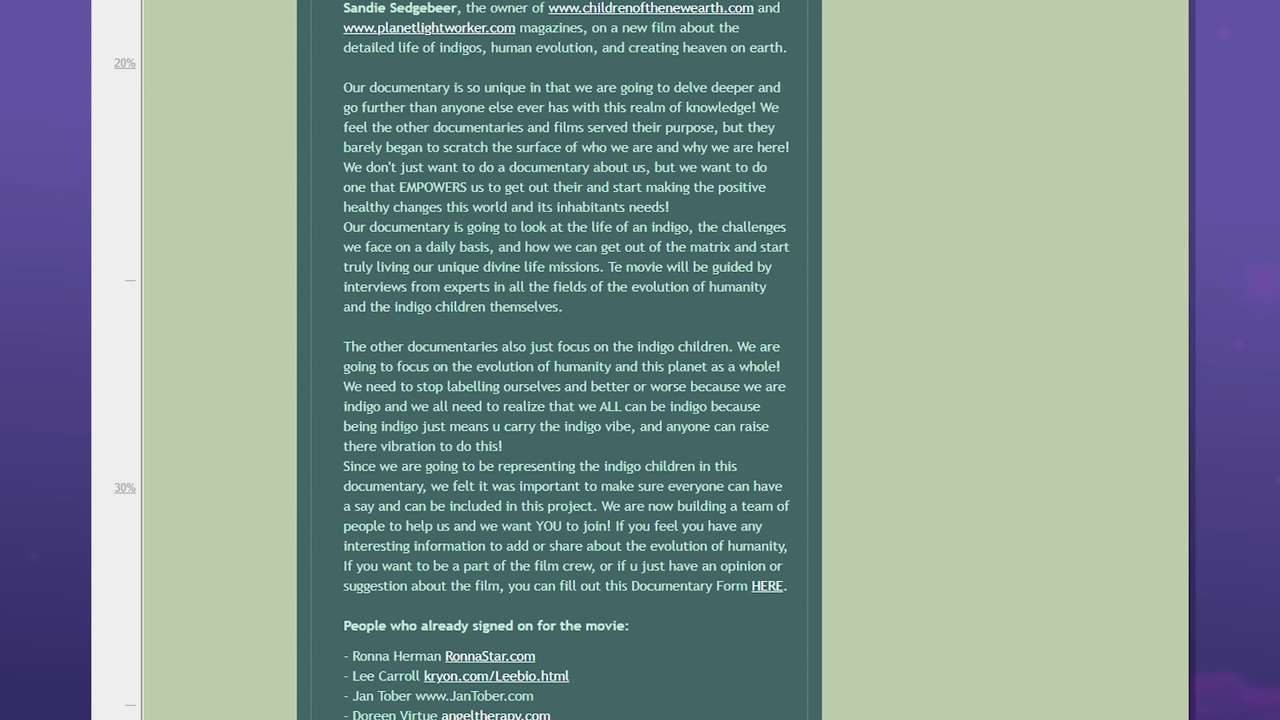 Sandie Sedgebeer, the owner of www.childrenofthenewearth.com and
www.planetlightworker.com magazines, on a new film about the
detailed life of indigos, human evolution, and creating heaven on earth.
20%
Our documentary is so unique in that we are going to delve deeper and
go further than anyone else ever has with this realm of knowledge! We
feel the other documentaries and films served their purpose, but they
barely began to scratch the surface of who we are and why we are here!
We don't just want to do a documentary about us, but we want to do
one that EMPOWERS us to get out their and start making the positive
healthy changes this world and its inhabitants needs!
Our documentary is going to look at the life of an indigo, the challenges
we face on a daily basis, and how we can get out of the matrix and start
truly living our unique divine life missions. Te movie will be guided by
interviews from experts in all the fields of the evolution of humanity
and the indigo children themselves.
The other documentaries also just focus on the indigo children. We are
going to focus on the evolution of humanity and this planet as a whole!
We need to stop labelling ourselves and better or worse because we are
indigo and we all need to realize that we ALL can be indigo because
being indigo just means u carry the indigo vibe, and anyone can raise
there vibration to do this!
Since we are going to be representing the indigo children in this
documentary, we felt it was important to make sure everyone can have
30%
a say and can be included in this project. We are now building a team of
people to help us and we want YOU to join! If you feel you have any
interesting information to add or share about the evolution of humanity,
If you want to be a part of the film crew, or if u just have an opinion or
suggestion about the film, you can fill out this Documentary Form HERE.
People who already signed on for the movie:
- Ronna Herman RonnaStar.com
- Lee Carroll kryon.com/Leebio.html
- Jan Tober www.JanTober.com
- Doreen Virtue angeltherapy.com